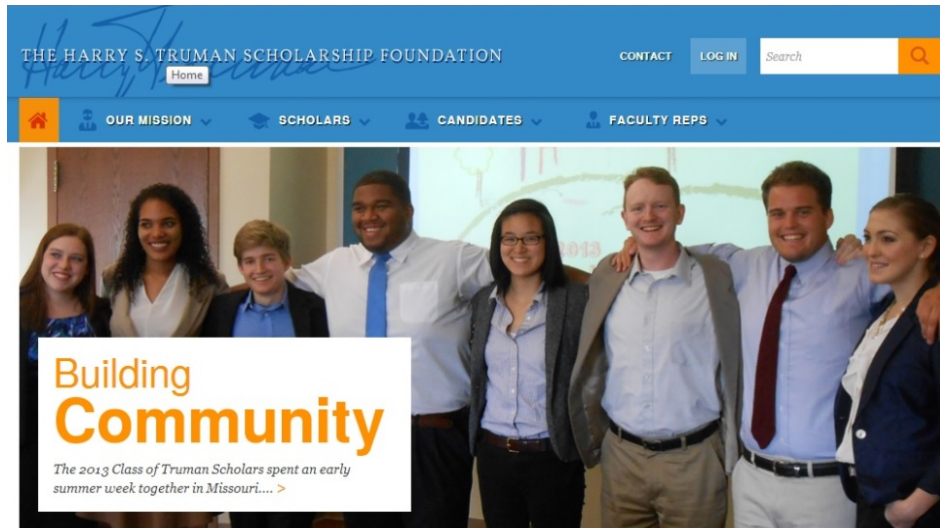 THE HARRY S. TRUMAN SCHOLARSHIP FOUNDATION
Home
CONTACT
LOG IN
Search
OUR MISSION
SCHOLARS
CANDIDATES
FACULTY REPS
2013
Building
Community
The 2013 Class of Truman Scholars spent an early
summer week together in Missouri.... >